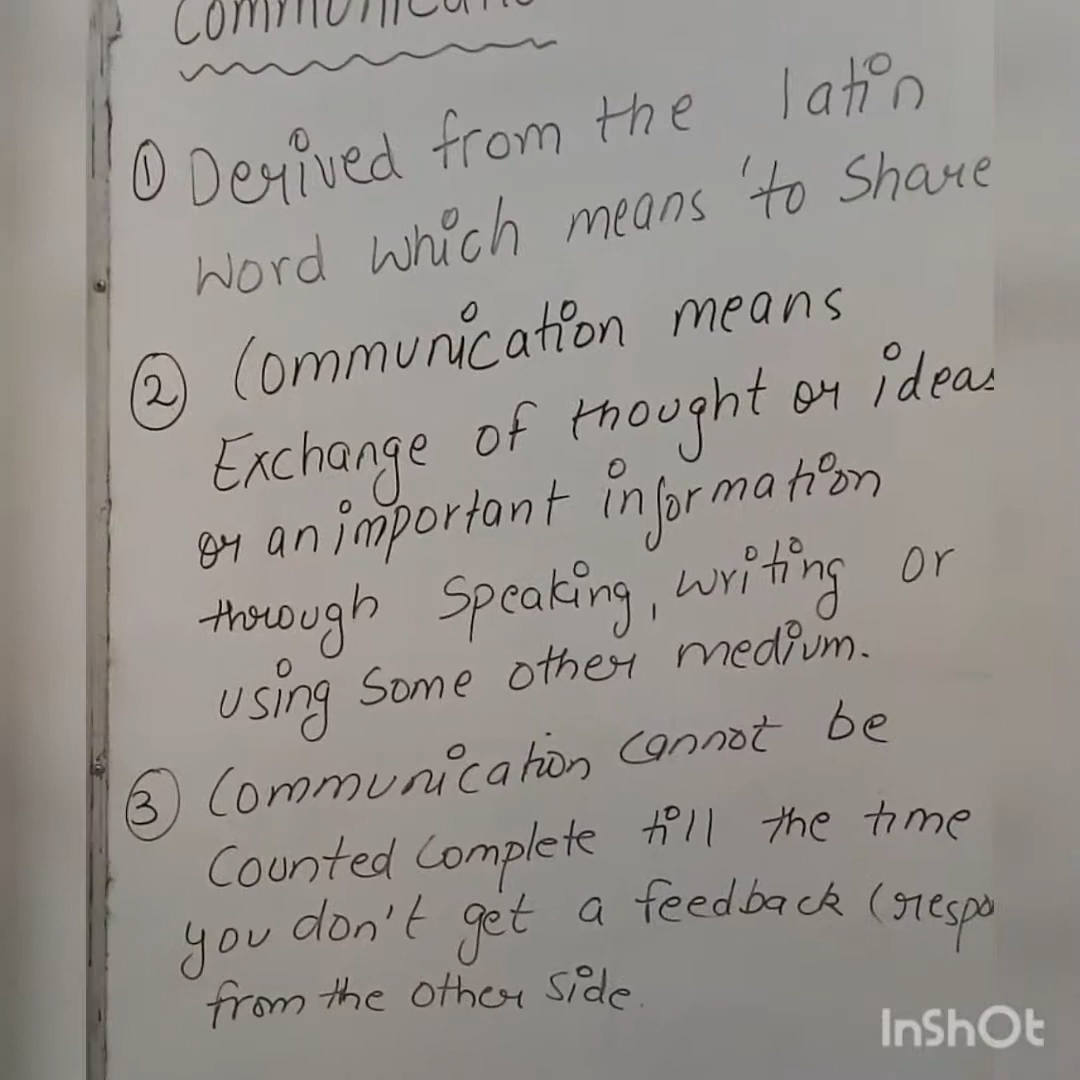 ① Derived from the latin
Word which means 'to Share
② Communication means
Exchange of thought or ideas
or an important information
through Speaking, writing or
using Some other medium.
③ Communication cannot be
Counted Complete till the time
you don't get a feedback (
from the other side.
InShOt